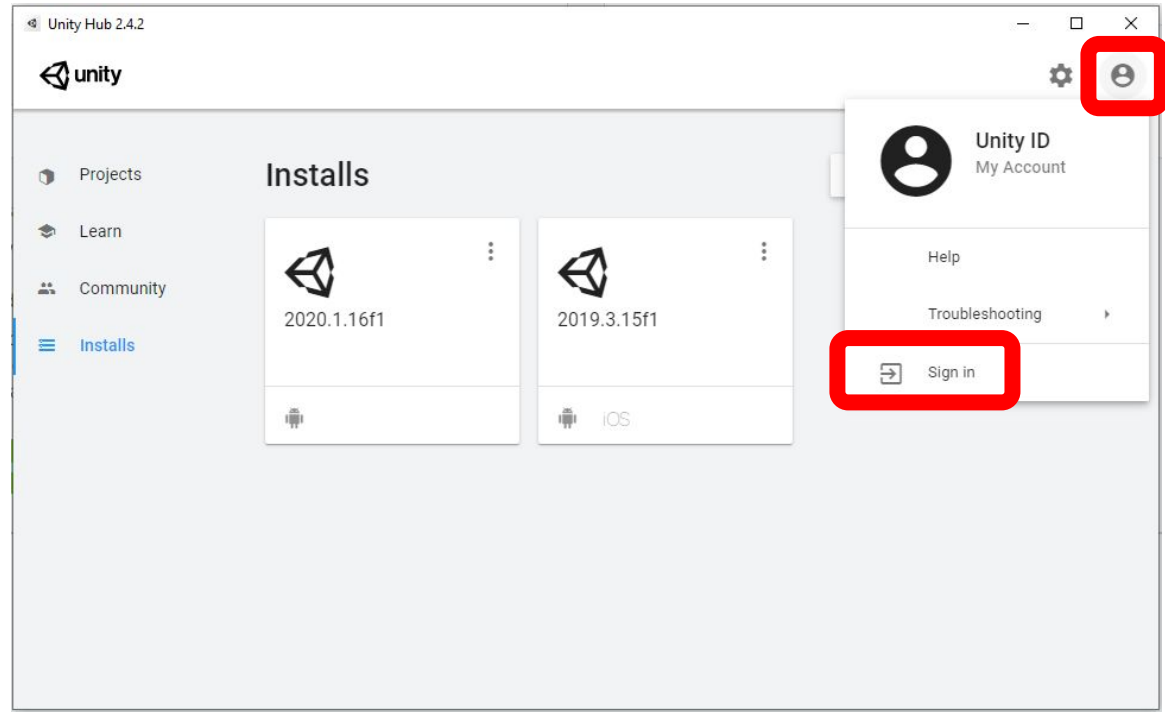 Unity Hub 2.4.2
unity
Projects
Learn
Community
Installs
Installs
2020.1.16f1
2019.3.15f1
iOS
Unity ID
My Account
Help
Troubleshooting
Sign in